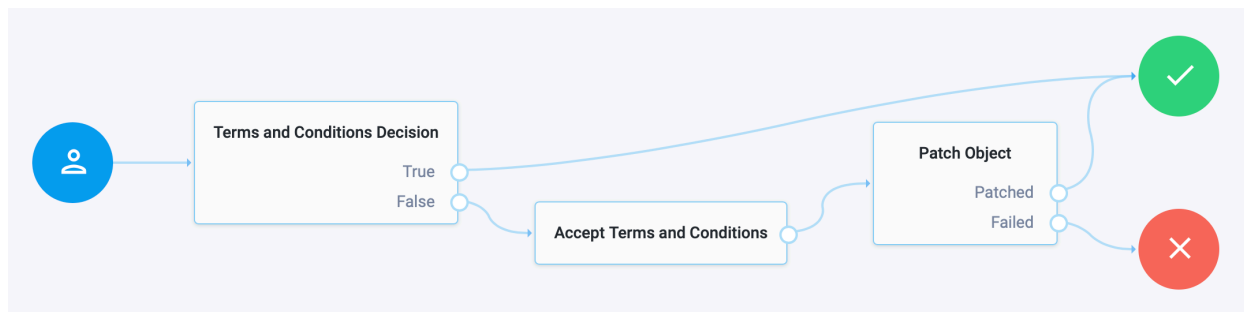 Terms and Conditions Decision
True
False
Accept Terms and Conditions
Patch Object
Patched
Failed